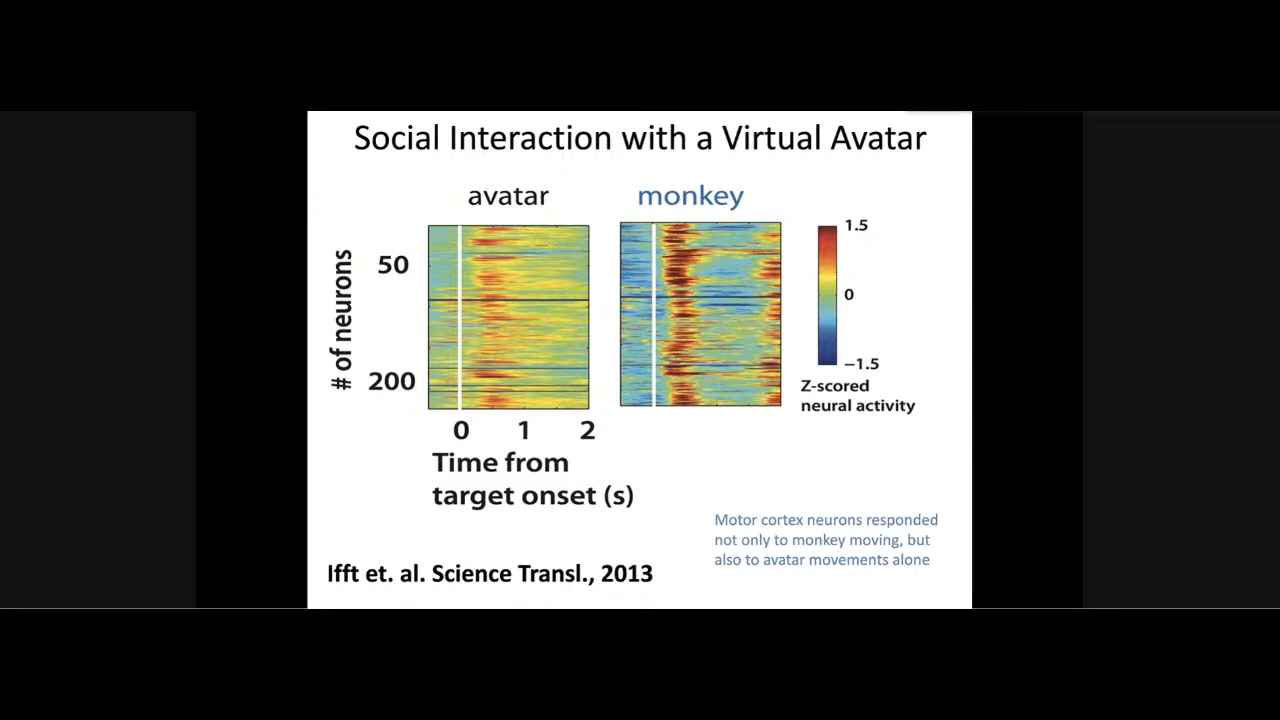 Social Interaction with a Virtual Avatar
avatar
monkey
# of neurons
50
200
0 1 2
Time from
target onset (s)
1.5
0
−1.5
Z-scored
neural activity
Motor cortex neurons responded
not only to monkey moving, but
also to avatar movements alone
Ifft et. al. Science Transl., 2013